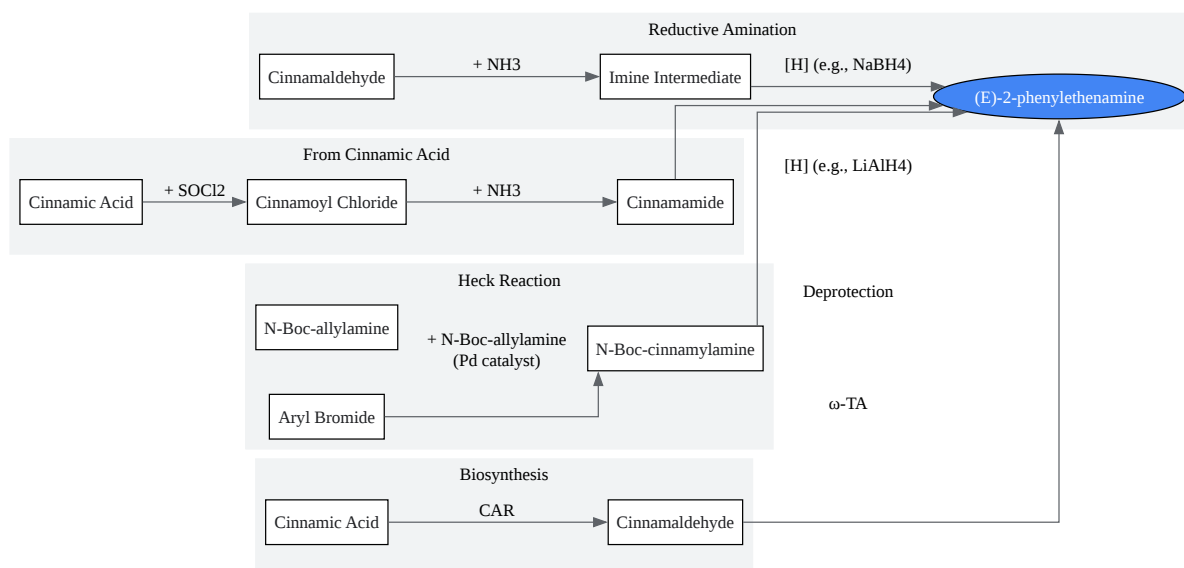 Reductive Amination
Cinnamaldehyde
+ NH3
Imine Intermediate
[H] (e.g., NaBH4)
(E)-2-phenylethenamine
From Cinnamic Acid
[H] (e.g., LiAlH4)
Cinnamic Acid
+ SOCl2
Cinnamoyl Chloride
+ NH3
Cinnamamide
Heck Reaction
Deprotection
N-Boc-allylamine
+ N-Boc-allylamine
(Pd catalyst)
N-Boc-cinnamylamine
Aryl Bromide
ω-TA
Biosynthesis
Cinnamic Acid
CAR
Cinnamaldehyde